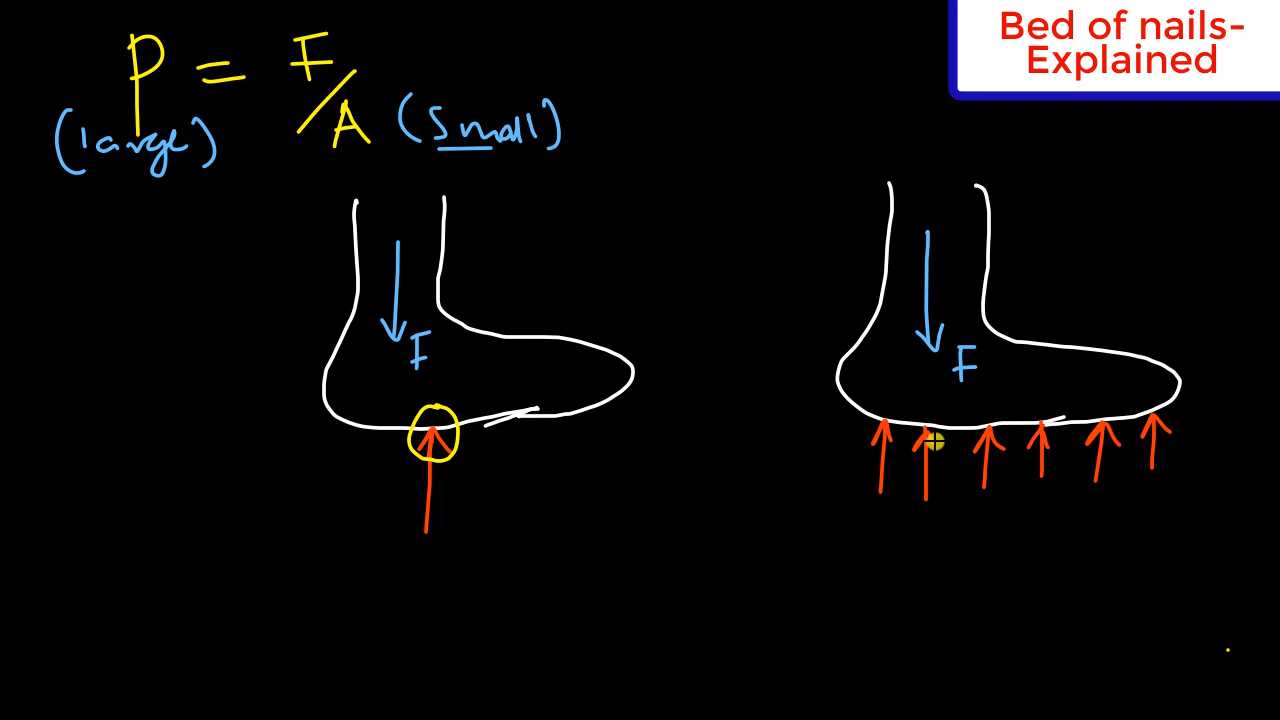 Bed of nails-
Explained
P = F/A (small)
(large)
F
F